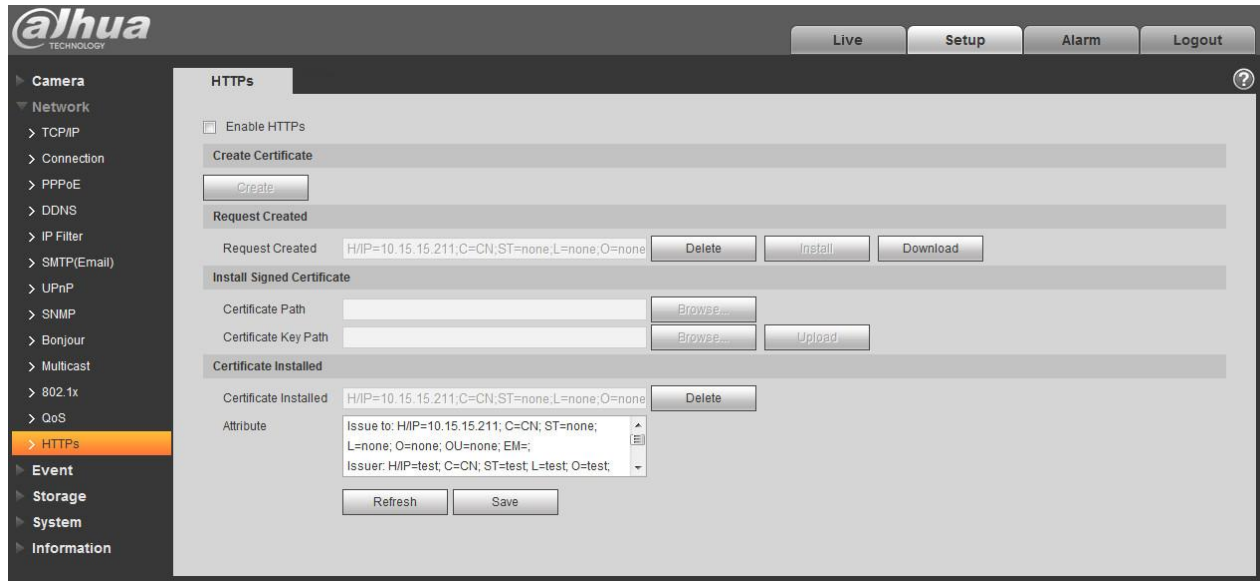 alhua
TECHNOLOGY
Live Setup Alarm Logout
Camera
Network
TCP/IP
Connection
PPPoE
DDNS
IP Filter
SMTP(Email)
UPnP
SNMP
Bonjour
Multicast
802.1x
QoS
HTTPs
Event
Storage
System
Information
HTTPs
?
Enable HTTPs
Create Certificate
Create
Request Created
Request Created H/IP=10.15.15.211;C=CN;ST=none;L=none;O=none Delete Install Download
Install Signed Certificate
Certificate Path Browse...
Certificate Key Path Browse... Upload
Certificate Installed
Certificate Installed H/IP=10.15.15.211;C=CN;ST=none;L=none;O=none Delete
Attribute Issue to: H/IP=10.15.15.211; C=CN; ST=none;
L=none; O=none; OU=none; EM=;
Issuer: H/IP=test; C=CN; ST=test; L=test; O=test;
Refresh Save